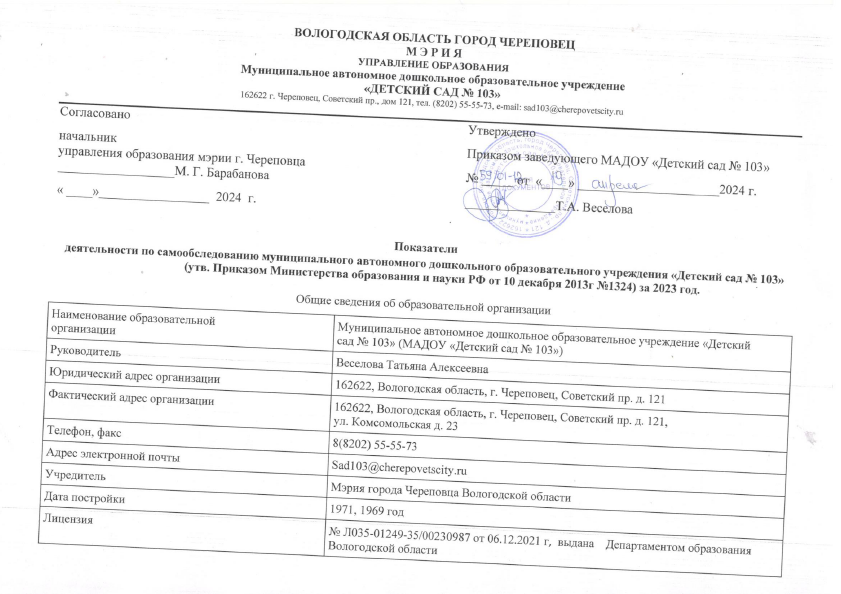 ВОЛОГОДСКАЯ ОБЛАСТЬ ГОРОД ЧЕРЕПОВЕЦ
М Э Р И Я
УПРАВЛЕНИЕ ОБРАЗОВАНИЯ
Муниципальное автономное дошкольное образовательное учреждение
«ДЕТСКИЙ САД № 103»
162622 г. Череповец, Советский пр., дом 121, тел. (8202) 55-55-73, e-mail: sad103@cherepovetscity.ru
Согласовано
начальник
управления образования мэрии г. Череповца
__________________М. Г. Барабанова
«____»_________________ 2024 г.
Утверждено
Приказом заведующего МАДОУ «Детский сад № 103»
№ от « » апреля 2024 г.
Т.А. Веселова
Показатели
деятельности по самообследованию муниципального автономного дошкольного образовательного учреждения «Детский сад № 103»
(утв. Приказом Министерства образования и науки РФ от 10 декабря 2013г №1324) за 2023 год.
Общие сведения об образовательной организации
Наименование образовательной
организации
Муниципальное автономное дошкольное образовательное учреждение «Детский
сад № 103» (МАДОУ «Детский сад № 103»)
Руководитель
Веселова Татьяна Алексеевна
Юридический адрес организации
162622, Вологодская область, г. Череповец, Советский пр. д. 121
Фактический адрес организации
162622, Вологодская область, г. Череповец, Советский пр. д. 121,
ул. Комсомольская д. 23
Телефон, факс
8(8202) 55-55-73
Адрес электронной почты
Sad103@cherepovetscity.ru
Учредитель
Мэрия города Череповца Вологодской области
Дата постройки
1971, 1969 год
Лицензия
№ Л035-01249-35/00230987 от 06.12.2021 г, выдана Департаментом образования
Вологодской области